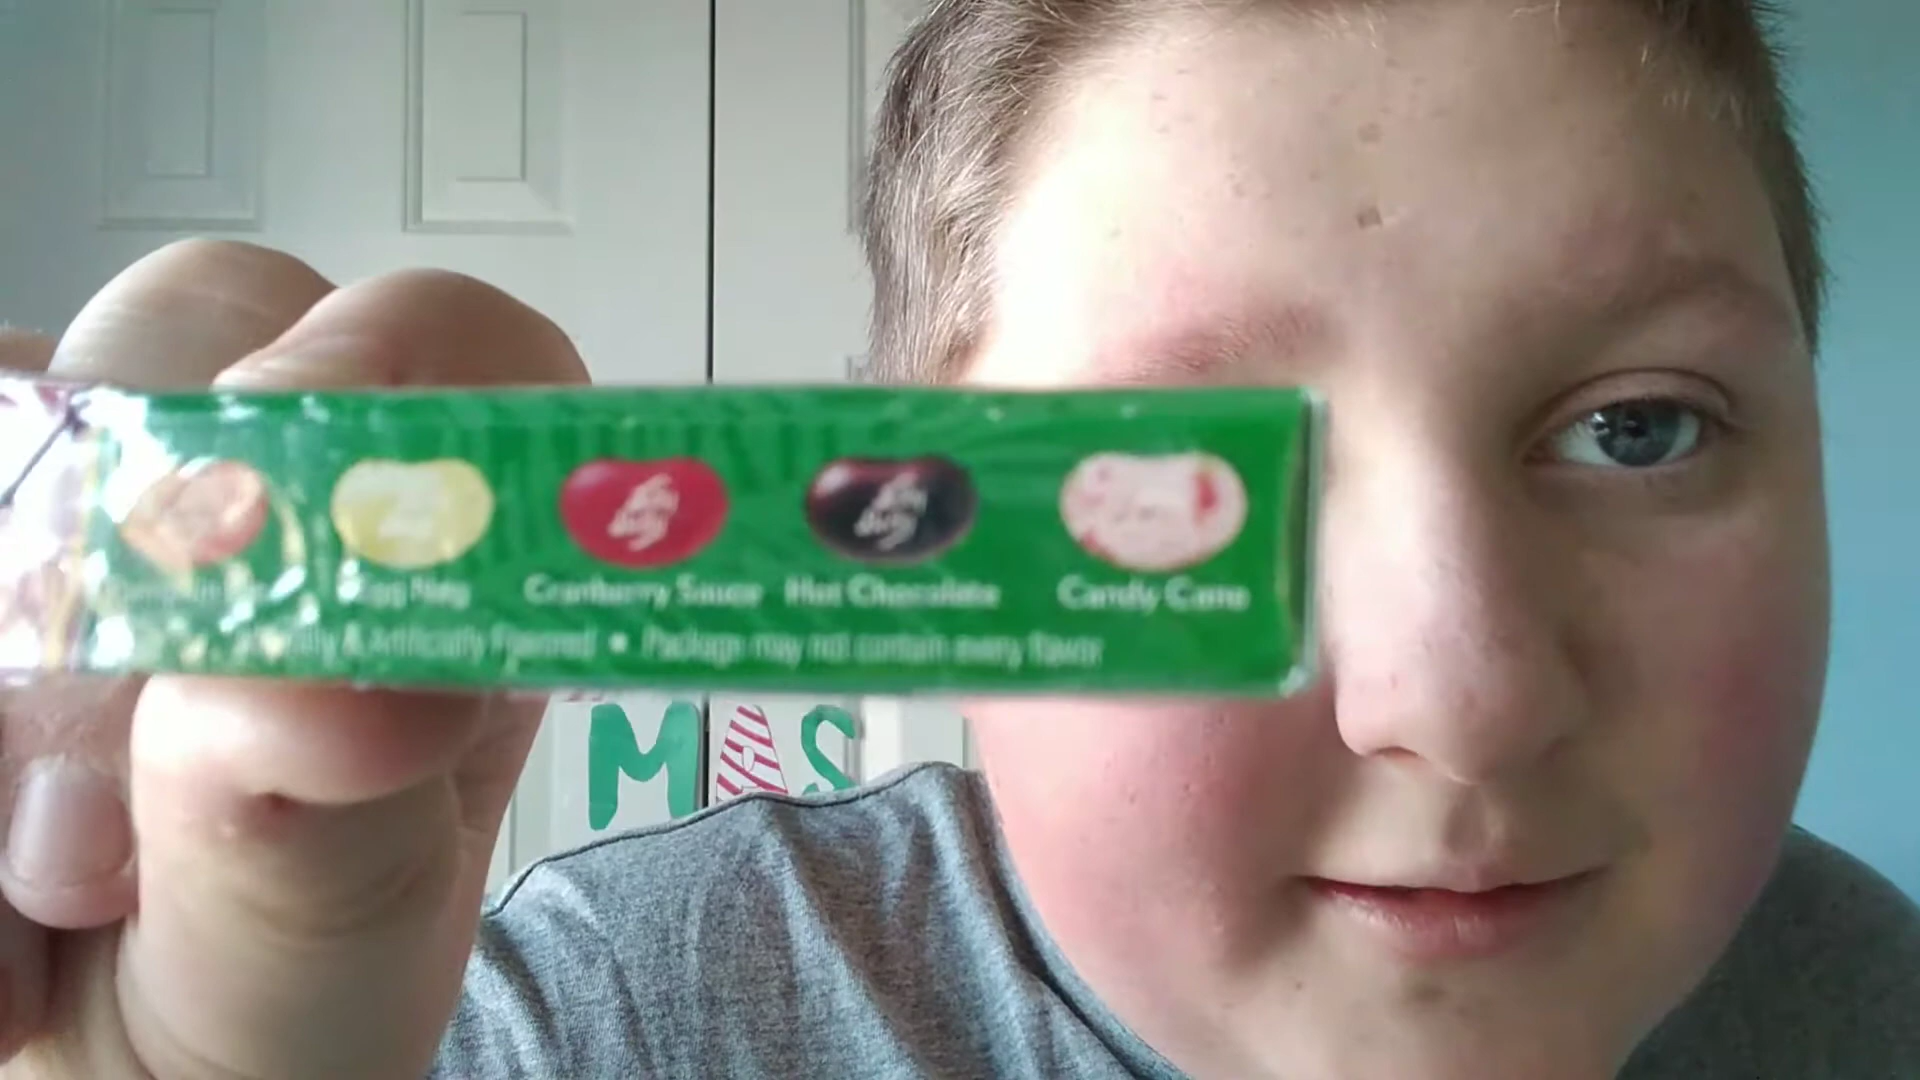 Egg Nog Cranberry Sauce Hot Chocolate Candy Cane
& Artificially Flavored • Package may not contain every flavor
MAS